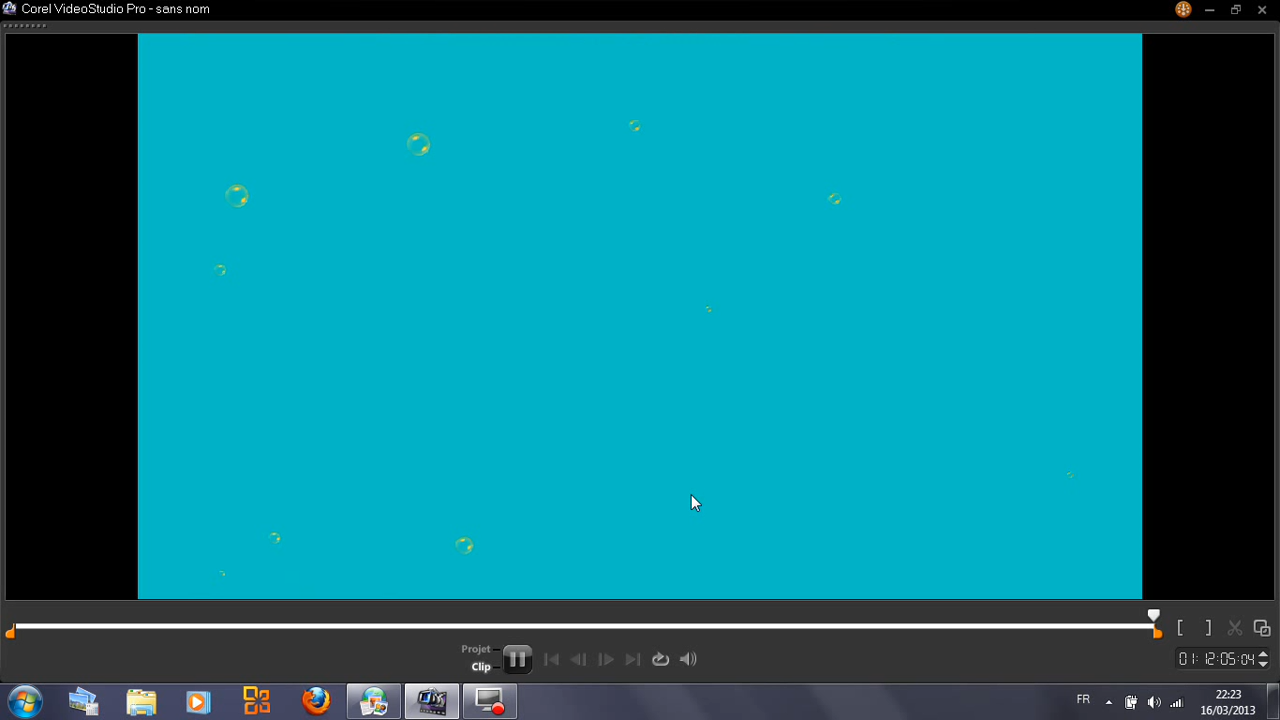 Corel VideoStudio Pro - sans nom
Projet
Clip
01:12:05:04
FR
22:23
16/03/2013